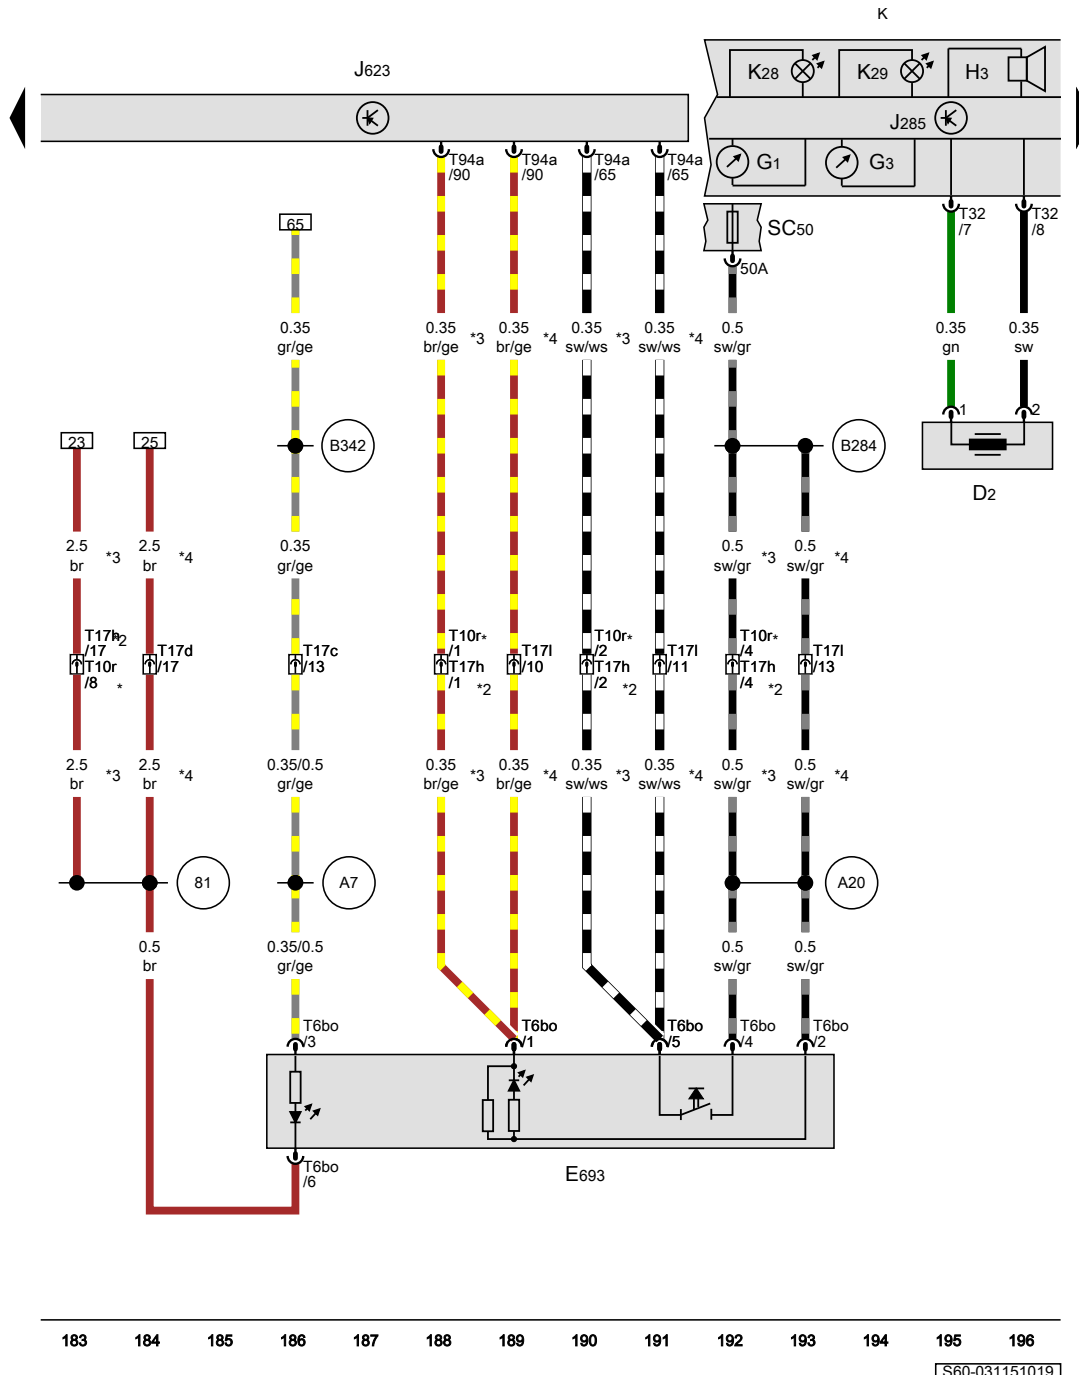 K
J623
K28
K29
H3
J285
G1
G3
T94a
/90
T94a
/90
T94a
/65
T94a
/65
SC50
50A
T32
/7
T32
/8
65
0.35
gr/ge
0.35
br/ge
*3
0.35
br/ge
*4
0.35
sw/ws
*3
0.35
sw/ws
*4
0.5
sw/gr
0.35
gn
0.35
sw
1
2
D2
23
25
B342
B284
2.5
br
*3
2.5
br
*4
0.35
gr/ge
0.5
sw/gr
*3
0.5
sw/gr
*4
T17h
/17
*2
T10r
/8
*
T17d
/17
T17c
/13
T10r*
/1
T17h
/1
*2
T17l
/10
T10r*
/2
T17h
/2
*2
T17l
/11
T10r*
/4
T17h
/4
*2
T17l
/13
2.5
br
*3
2.5
br
*4
0.35/0.5
gr/ge
0.35
br/ge
*3
0.35
br/ge
*4
0.35
sw/ws
*3
0.35
sw/ws
*4
0.5
sw/gr
*3
0.5
sw/gr
*4
81
A7
A20
0.5
br
0.35/0.5
gr/ge
0.5
sw/gr
0.5
sw/gr
T6bo
/3
T6bo
/1
T6bo
/5
T6bo
/4
T6bo
/2
T6bo
/6
E693
183 184 185 186 187 188 189 190 191 192 193 194 195 196
S60-031151019